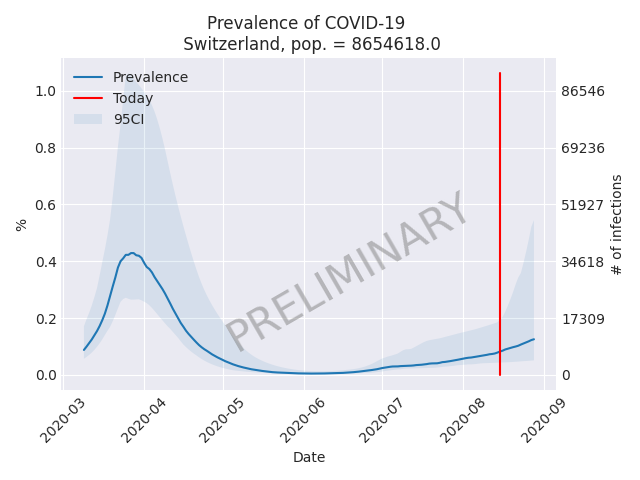 Prevalence of COVID-19
Switzerland, pop. = 8654618.0
Prevalence
Today
95CI
PRELIMINARY
1.0
0.8
0.6
0.4
0.2
0.0
%
86546
69236
51927
34618
17309
0
# of infections
2020-03
2020-04
2020-05
2020-06
2020-07
2020-08
2020-09
Date